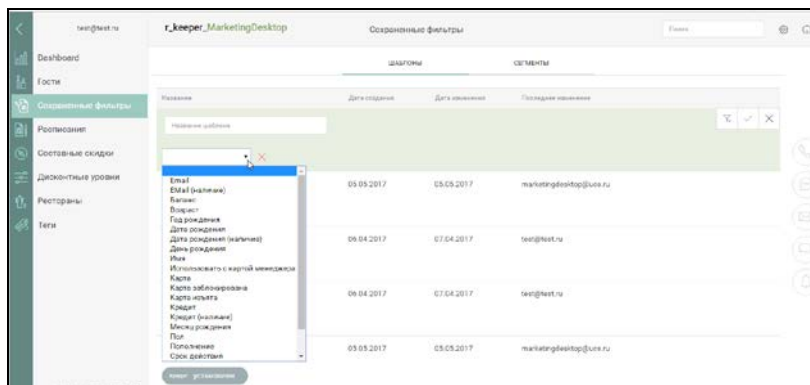 test@test.ru
r_keeper_MarketingDesktop
Сохраненные фильтры
Поиск
Dashboard
Гости
Сохраненные фильтры
Расписания
Составные скидки
Дисконтные уровни
Рестораны
Теги
ШАБЛОНЫ
СЕГМЕНТЫ
Название
Дата создания
Дата изменения
Последнее изменение
Название шаблона
Email
EMail (наличие)
Баланс
Возраст
Год рождения
Дата рождения
Дата рождения (наличие)
День рождения
Имя
Использовать с картой менеджера
Карта
Карта заблокирована
Карта изъята
Кредит
Кредит (наличие)
Месяц рождения
Пол
Пополнение
Срок действия
05.05.2017
05.05.2017
marketingdesktop@ucs.ru
06.04.2017
07.04.2017
test@test.ru
06.04.2017
07.04.2017
test@test.ru
05.05.2017
05.05.2017
marketingdesktop@ucs.ru